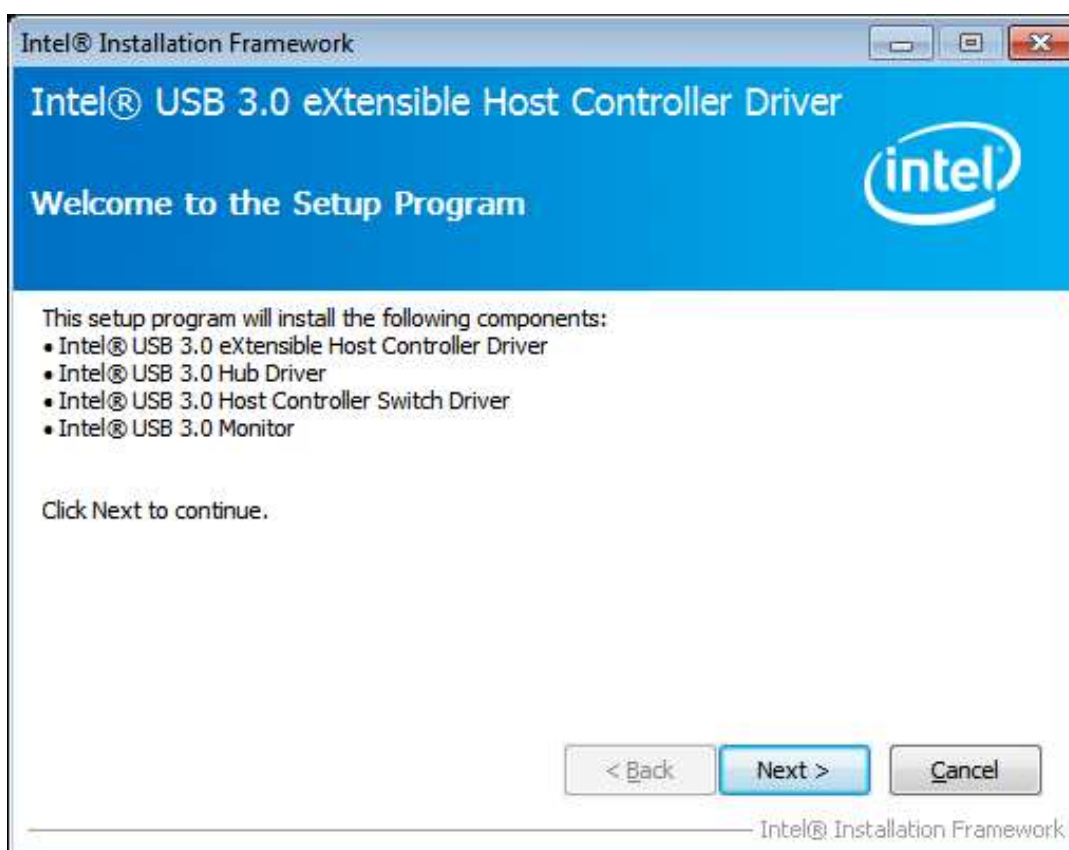 Intel® Installation Framework
Intel® USB 3.0 eXtensible Host Controller Driver
intel
Welcome to the Setup Program
This setup program will install the following components:
• Intel® USB 3.0 eXtensible Host Controller Driver
• Intel® USB 3.0 Hub Driver
• Intel® USB 3.0 Host Controller Switch Driver
• Intel® USB 3.0 Monitor
Click Next to continue.
< Back Next > Cancel
Intel® Installation Framework